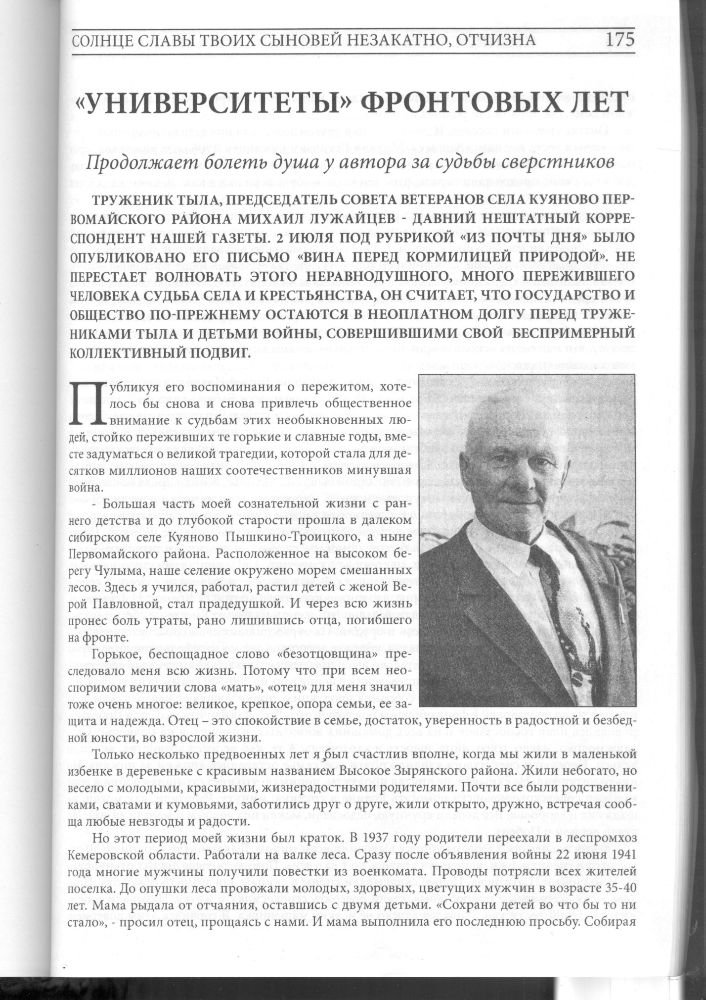 СОЛНЦЕ СЛАВЫ ТВОИХ СЫНОВЕЙ НЕЗАКАТНО, ОТЧИЗНА 175
«УНИВЕРСИТЕТЫ» ФРОНТОВЫХ ЛЕТ
Продолжает болеть душа у автора за судьбы сверстников
ТРУЖЕНИК ТЫЛА, ПРЕДСЕДАТЕЛЬ СОВЕТА ВЕТЕРАНОВ СЕЛА КУЯНОВО ПЕР-
ВОМАЙСКОГО РАЙОНА МИХАИЛ ЛУЖАЙЦЕВ - ДАВНИЙ НЕШТАТНЫЙ КОРРЕ-
СПОНДЕНТ НАШЕЙ ГАЗЕТЫ. 2 ИЮЛЯ ПОД РУБРИКОЙ «ИЗ ПОЧТЫ ДНЯ» БЫЛО
ОПУБЛИКОВАНО ЕГО ПИСЬМО «ВИНА ПЕРЕД КОРМИЛИЦЕЙ ПРИРОДОЙ». НЕ
ПЕРЕСТАЕТ ВОЛНОВАТЬ ЭТОГО НЕРАВНОДУШНОГО, МНОГО ПЕРЕЖИВШЕГО
ЧЕЛОВЕКА СУДЬБА СЕЛА И КРЕСТЬЯНСТВА, ОН СЧИТАЕТ, ЧТО ГОСУДАРСТВО И
ОБЩЕСТВО ПО-ПРЕЖНЕМУ ОСТАЮТСЯ В НЕОПЛАТНОМ ДОЛГУ ПЕРЕД ТРУЖЕ-
НИКАМИ ТЫЛА И ДЕТЬМИ ВОЙНЫ, СОВЕРШИВШИМИ СВОЙ БЕСПРИМЕРНЫЙ
КОЛЛЕКТИВНЫЙ ПОДВИГ.
Публикуя его воспоминания о пережитом, хоте-
лось бы снова и снова привлечь общественное
внимание к судьбам этих необыкновенных лю-
дей, стойко переживших те горькие и славные годы, вме-
сте задуматься о великой трагедии, которой стала для де-
сятков миллионов наших соотечественников минувшая
война.
- Большая часть моей сознательной жизни с ран-
него детства и до глубокой старости прошла в далеком
сибирском селе Куяново Пышкино-Троицкого, а ныне
Первомайского района. Расположенное на высоком бе-
регу Чулыма, наше селение окружено морем смешанных
лесов. Здесь я учился, работал, растил детей с женой Ве-
рой Павловной, стал прадедушкой. И через всю жизнь
пронес боль утраты, рано лишившись отца, погибшего
на фронте.
Горькое, беспощадное слово «безотцовщина» пре-
следовало меня всю жизнь. Потому что при всем нео-
споримом величии слова «мать», «отец» для меня значил
тоже очень многое: великое, крепкое, опора семьи, ее за-
щита и надежда. Отец – это спокойствие в семье, достаток, уверенность в радостной и безбед-
ной юности, во взрослой жизни.
Только несколько предвоенных лет я был счастлив вполне, когда мы жили в маленькой
избенке в деревеньке с красивым названием Высокое Зырянского района. Жили небогато, но
весело с молодыми, красивыми, жизнерадостными родителями. Почти все были родственни-
ками, сватами и кумовьями, заботились друг о друге, жили открыто, дружно, встречая сооб-
ща любые невзгоды и радости.
Но этот период моей жизни был краток. В 1937 году родители переехали в леспромхоз
Кемеровской области. Работали на валке леса. Сразу после объявления войны 22 июня 1941
года многие мужчины получили повестки из военкомата. Проводы потрясли всех жителей
поселка. До опушки леса провожали молодых, здоровых, цветущих мужчин в возрасте 35-40
лет. Мама рыдала от отчаяния, оставшись с двумя детьми. «Сохрани детей во что бы то ни
стало», - просил отец, прощаясь с нами. И мама выполнила его последнюю просьбу. Собирая